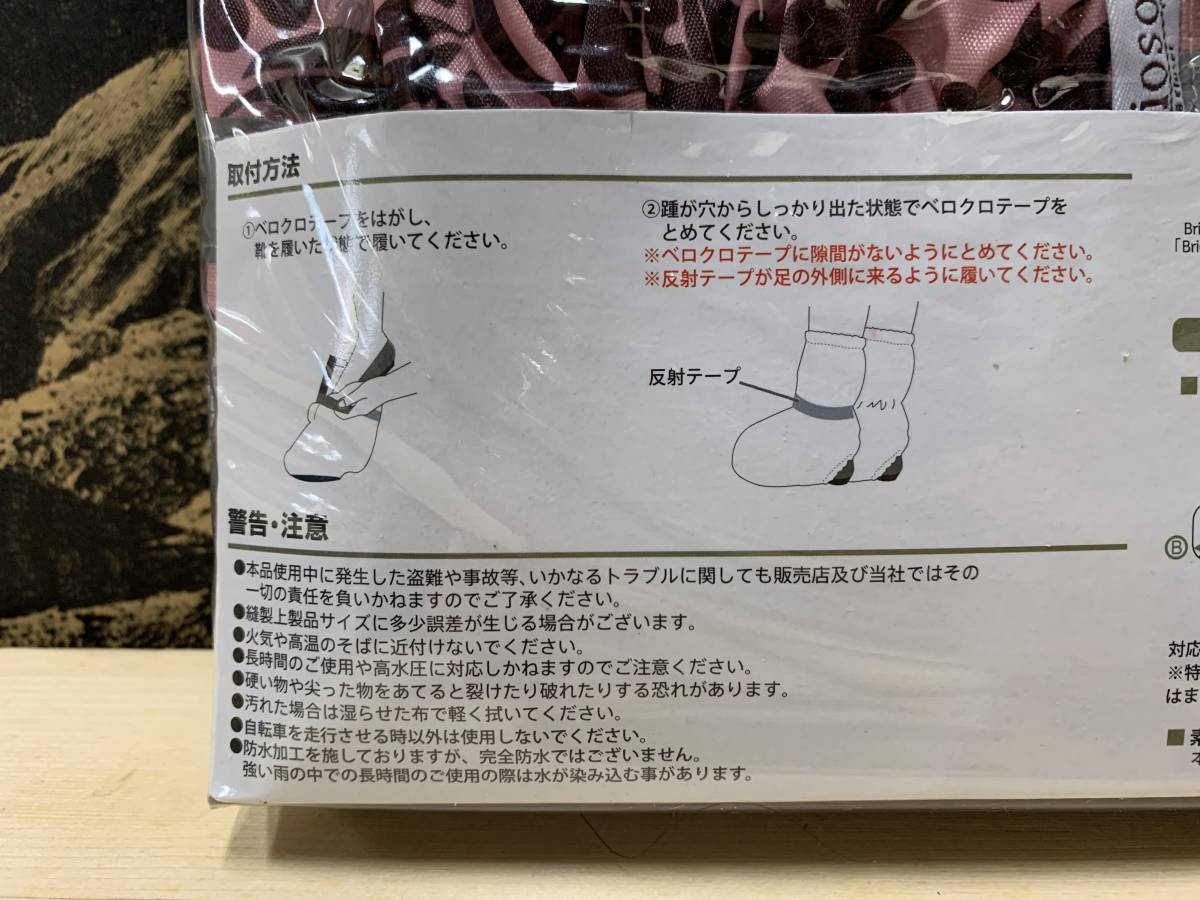 取付方法
①ベロクロテープをはがし、
靴を履いた状態で履いてください。
②踵が穴からしっかり出た状態でベロクロテープを
とめてください。
※ベロクロテープに隙間がないようにとめてください。
※反射テープが足の外側に来るように履いてください。
反射テープ
警告・注意
●本品使用中に発生した盗難や事故等、いかなるトラブルに関しても販売店及び当社ではその
一切の責任を負いかねますのでご了承ください。
●縫製上製品サイズに多少誤差が生じる場合がございます。
●火気や高温のそばに近付けないでください。
●長時間のご使用や高水圧に対応しかねますのでご注意ください。
●硬い物や尖った物をあてると裂けたり破れたりする恐れがあります。
●汚れた場合は湿らせた布で軽く拭いてください。
●自転車を走行させる時以外は使用しないでください。
●防水加工を施しておりますが、完全防水ではございません。
強い雨の中での長時間のご使用の際は水が染み込む事があります。
Bri
「Bri
Ⓑ
対応
※特
はま
■